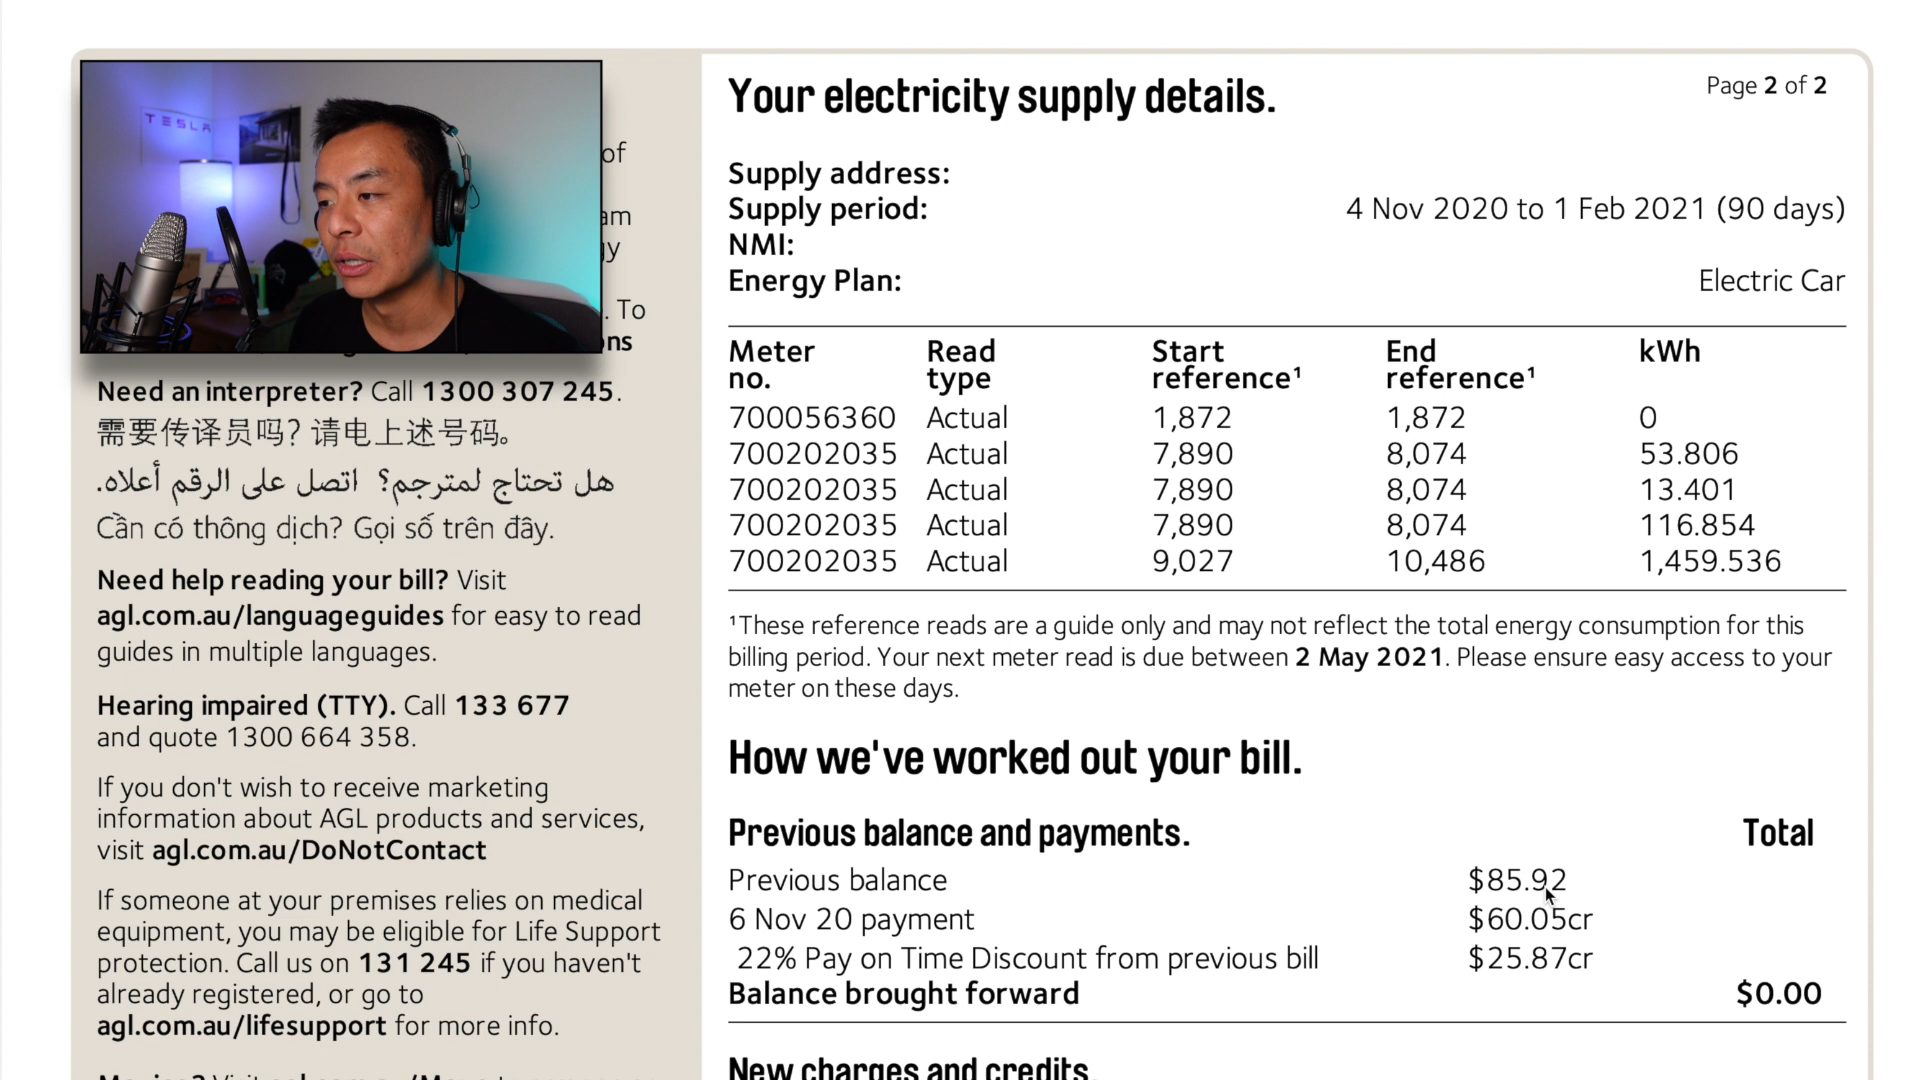 TESLA
of
am
gy
. To
ons
Need an interpreter? Call 1300 307 245.
需要传译员吗? 请电上述号码。
هل تحتاج لمترجم؟ اتصل على الرقم أعلاه.
Cần có thông dịch? Gọi số trên đây.
Need help reading your bill? Visit
agl.com.au/languageguides for easy to read
guides in multiple languages.
Hearing impaired (TTY). Call 133 677
and quote 1300 664 358.
If you don't wish to receive marketing
information about AGL products and services,
visit agl.com.au/DoNotContact
If someone at your premises relies on medical
equipment, you may be eligible for Life Support
protection. Call us on 131 245 if you haven't
already registered, or go to
agl.com.au/lifesupport for more info.
Your electricity supply details.
Page 2 of 2
Supply address:
Supply period: 4 Nov 2020 to 1 Feb 2021 (90 days)
NMI:
Energy Plan: Electric Car
Meter no. Read type Start reference¹ End reference¹ kWh
700056360 Actual 1,872 1,872 0
700202035 Actual 7,890 8,074 53.806
700202035 Actual 7,890 8,074 13.401
700202035 Actual 7,890 8,074 116.854
700202035 Actual 9,027 10,486 1,459.536
¹These reference reads are a guide only and may not reflect the total energy consumption for this
billing period. Your next meter read is due between 2 May 2021. Please ensure easy access to your
meter on these days.
How we've worked out your bill.
Previous balance and payments. Total
Previous balance $85.92
6 Nov 20 payment $60.05cr
22% Pay on Time Discount from previous bill $25.87cr
Balance brought forward $0.00
New charges and credits.